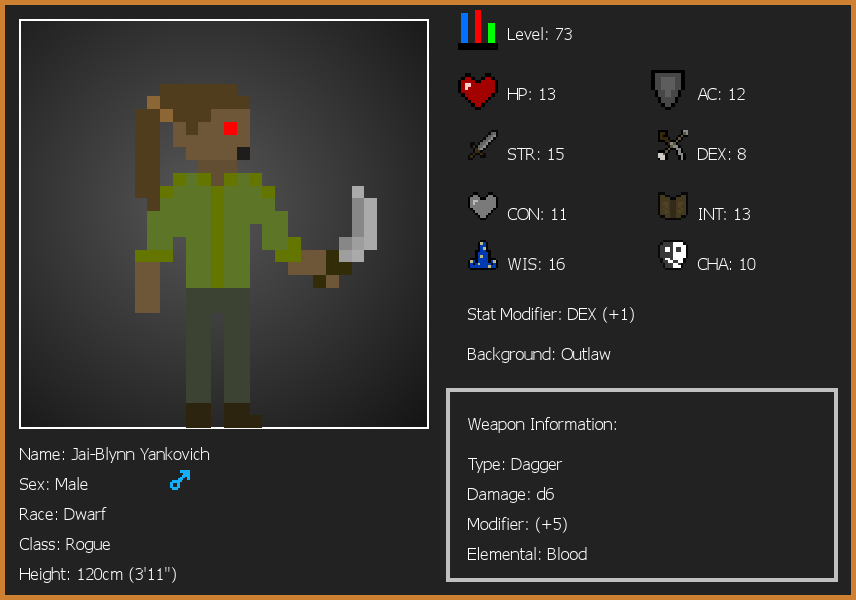 Level: 73
HP: 13
AC: 12
STR: 15
DEX: 8
CON: 11
INT: 13
WIS: 16
CHA: 10
Stat Modifier: DEX (+1)
Background: Outlaw
Weapon Information:
Type: Dagger
Damage: d6
Modifier: (+5)
Elemental: Blood
Name: Jai-Blynn Yankovich
Sex: Male
Race: Dwarf
Class: Rogue
Height: 120cm (3'11")